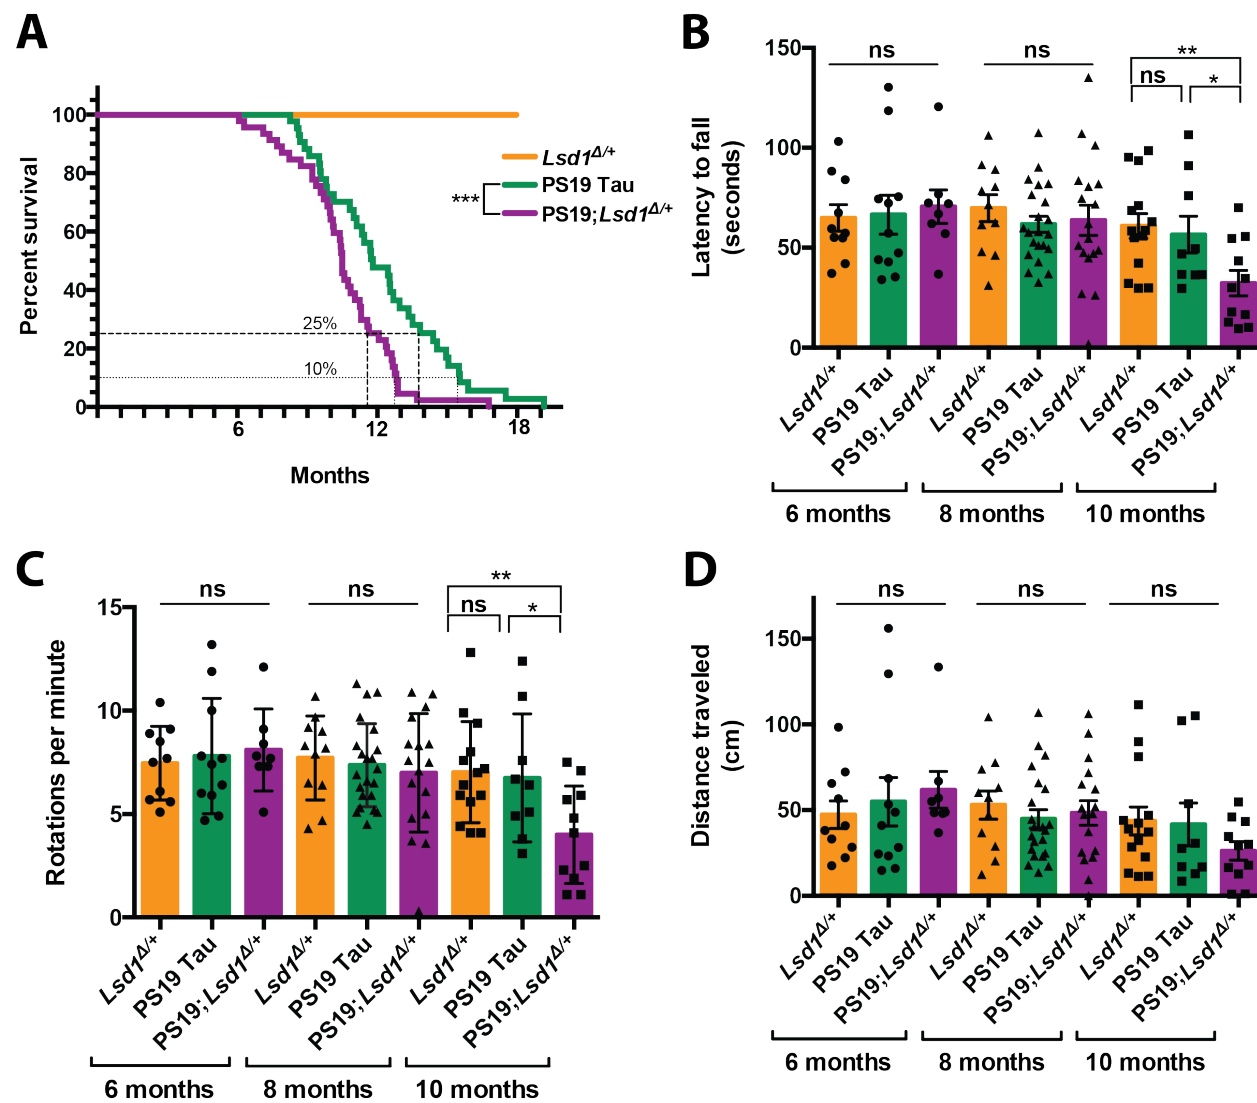 A
Percent survival
100
80
60
40
20
0
25%
10%
6
12
18
Months
Lsd1Δ/+
PS19 Tau
PS19; Lsd1Δ/+
***
B
Latency to fall
(seconds)
150
100
50
0
ns
ns
**
ns
*
Lsd1Δ/+
PS19 Tau
PS19; Lsd1Δ/+
Lsd1Δ/+
PS19 Tau
PS19; Lsd1Δ/+
Lsd1Δ/+
PS19 Tau
PS19; Lsd1Δ/+
6 months
8 months
10 months
C
Rotations per minute
15
10
5
0
ns
ns
**
ns
*
Lsd1Δ/+
PS19 Tau
PS19; Lsd1Δ/+
Lsd1Δ/+
PS19 Tau
PS19; Lsd1Δ/+
Lsd1Δ/+
PS19 Tau
PS19; Lsd1Δ/+
6 months
8 months
10 months
D
Distance traveled
(cm)
150
100
50
0
ns
ns
ns
Lsd1Δ/+
PS19 Tau
PS19; Lsd1Δ/+
Lsd1Δ/+
PS19 Tau
PS19; Lsd1Δ/+
Lsd1Δ/+
PS19 Tau
PS19; Lsd1Δ/+
6 months
8 months
10 months